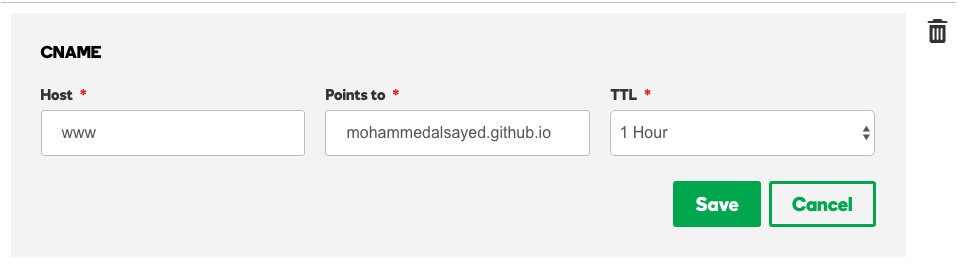 CNAME
Host * Points to * TTL *
www mohammedalsayed.github.io 1 Hour
Save Cancel